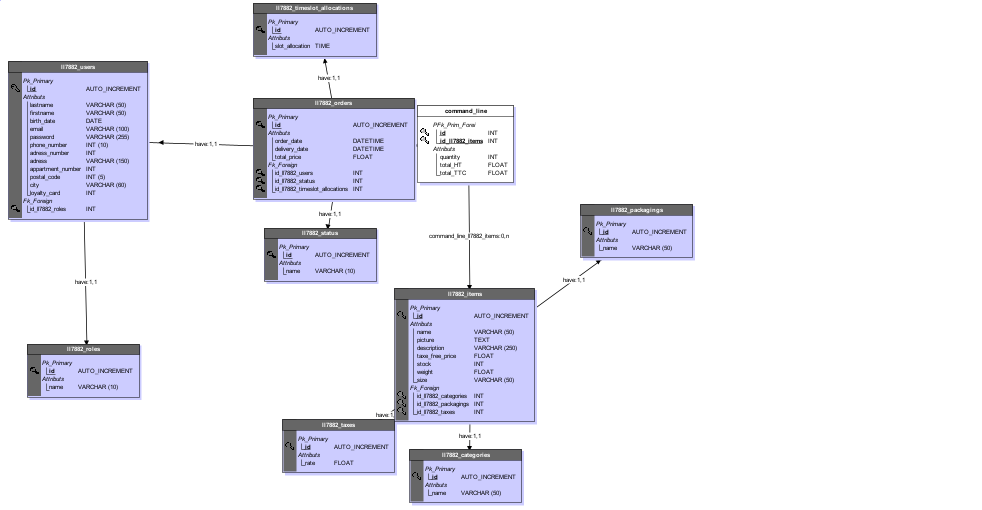 ll7882_timeslot_allocations
Pk_Primary
id AUTO_INCREMENT
Attributs
slot_allocation TIME
have:1,1
ll7882_users
Pk_Primary
id AUTO_INCREMENT
Attributs
lastname VARCHAR (50)
firstname VARCHAR (50)
birth_date DATE
email VARCHAR (100)
password VARCHAR (255)
phone_number INT (10)
adress_number INT
adress VARCHAR (150)
appartment_number INT
postal_code INT (5)
city VARCHAR (60)
loyalty_card INT
Fk_Foreign
id_ll7882_roles INT
have:1,1
ll7882_orders
Pk_Primary
id AUTO_INCREMENT
Attributs
order_date DATETIME
delivery_date DATETIME
total_price FLOAT
Fk_Foreign
id_ll7882_users INT
id_ll7882_status INT
id_ll7882_timeslot_allocations INT
command_line
PFk_Prim_Forei
id INT
id_ll7882_items INT
Attributs
quantity INT
total_HT FLOAT
total_TTC FLOAT
have:1,1
ll7882_status
Pk_Primary
id AUTO_INCREMENT
Attributs
name VARCHAR (10)
command_line_ll7882_items:0,n
ll7882_packagings
Pk_Primary
id AUTO_INCREMENT
Attributs
name VARCHAR (50)
have:1,1
have:1,1
ll7882_items
Pk_Primary
id AUTO_INCREMENT
Attributs
name VARCHAR (50)
picture TEXT
description VARCHAR (250)
taxe_free_price FLOAT
stock INT
weight FLOAT
size VARCHAR (50)
Fk_Foreign
id_ll7882_categories INT
id_ll7882_packagings INT
id_ll7882_taxes INT
ll7882_roles
Pk_Primary
id AUTO_INCREMENT
Attributs
name VARCHAR (10)
have:1,
ll7882_taxes
Pk_Primary
id AUTO_INCREMENT
Attributs
rate FLOAT
have:1,1
ll7882_categories
Pk_Primary
id AUTO_INCREMENT
Attributs
name VARCHAR (50)